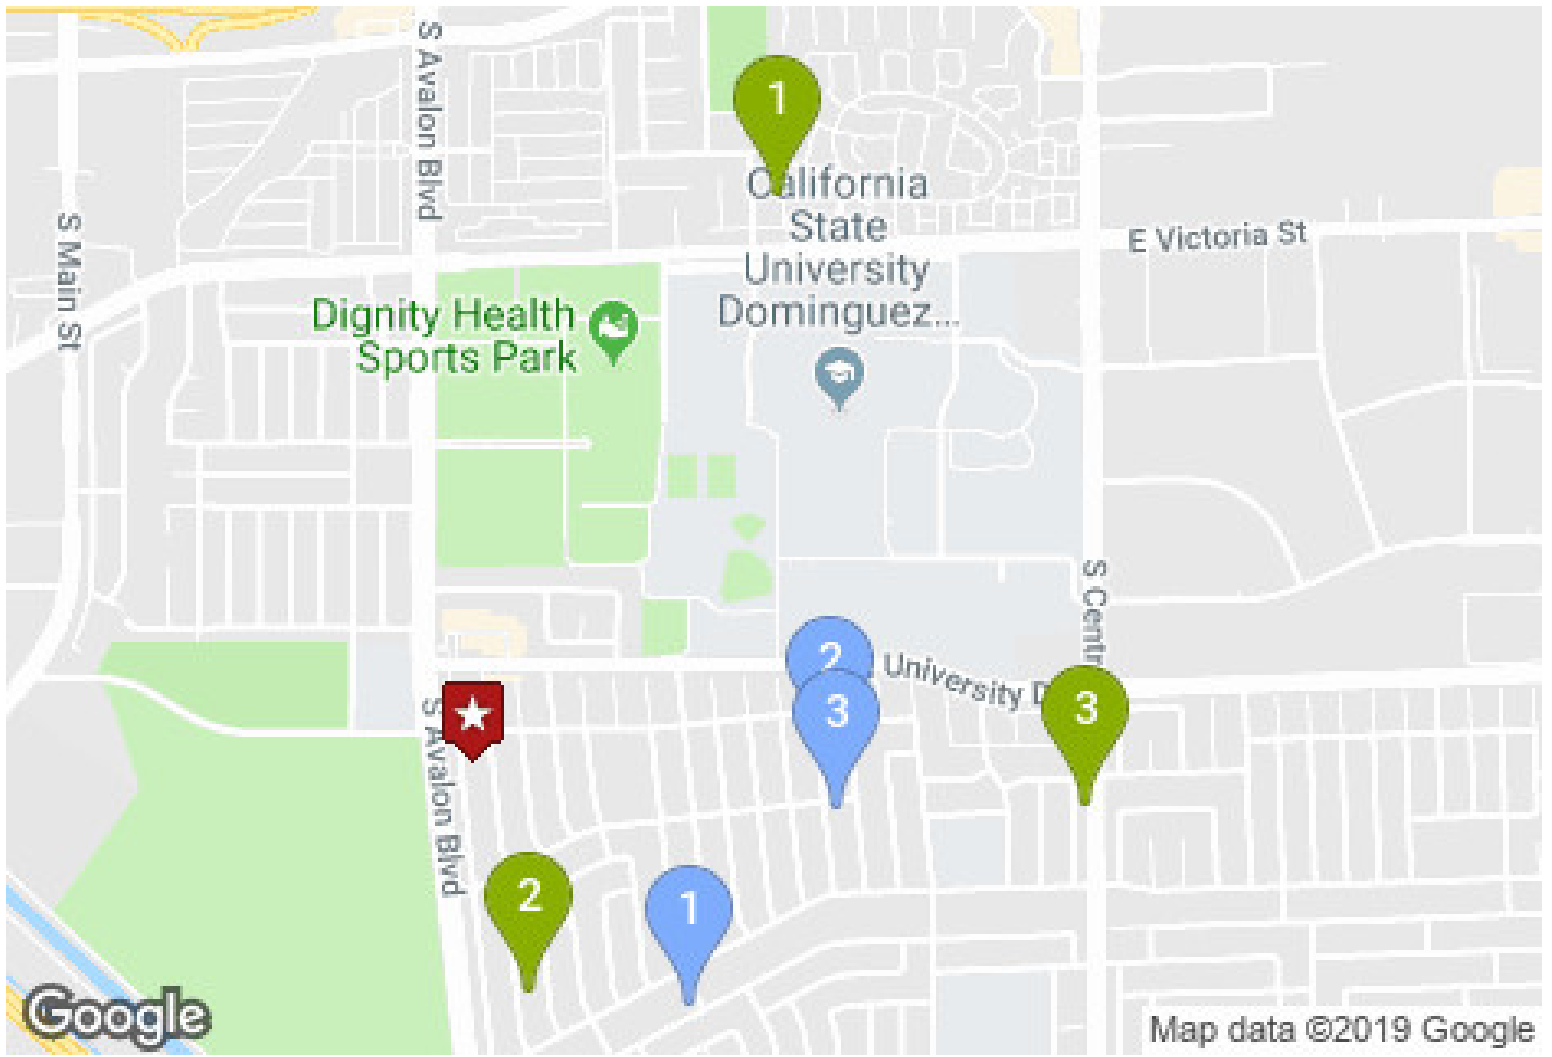 S Avalon Blvd
1
California
State
University
Dominguez...
E Victoria St
S Main St
Dignity Health
Sports Park
S Centr
2
University D
3
3
S Avalon Blvd
2
1
Google
Map data ©2019 Google